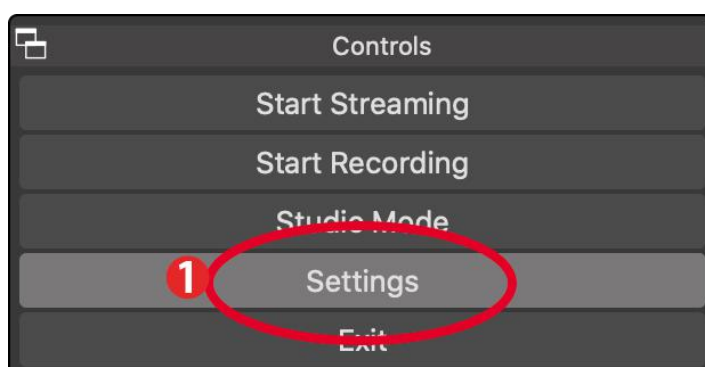 Controls
Start Streaming
Start Recording
Studio Mode
1
Settings
Exit